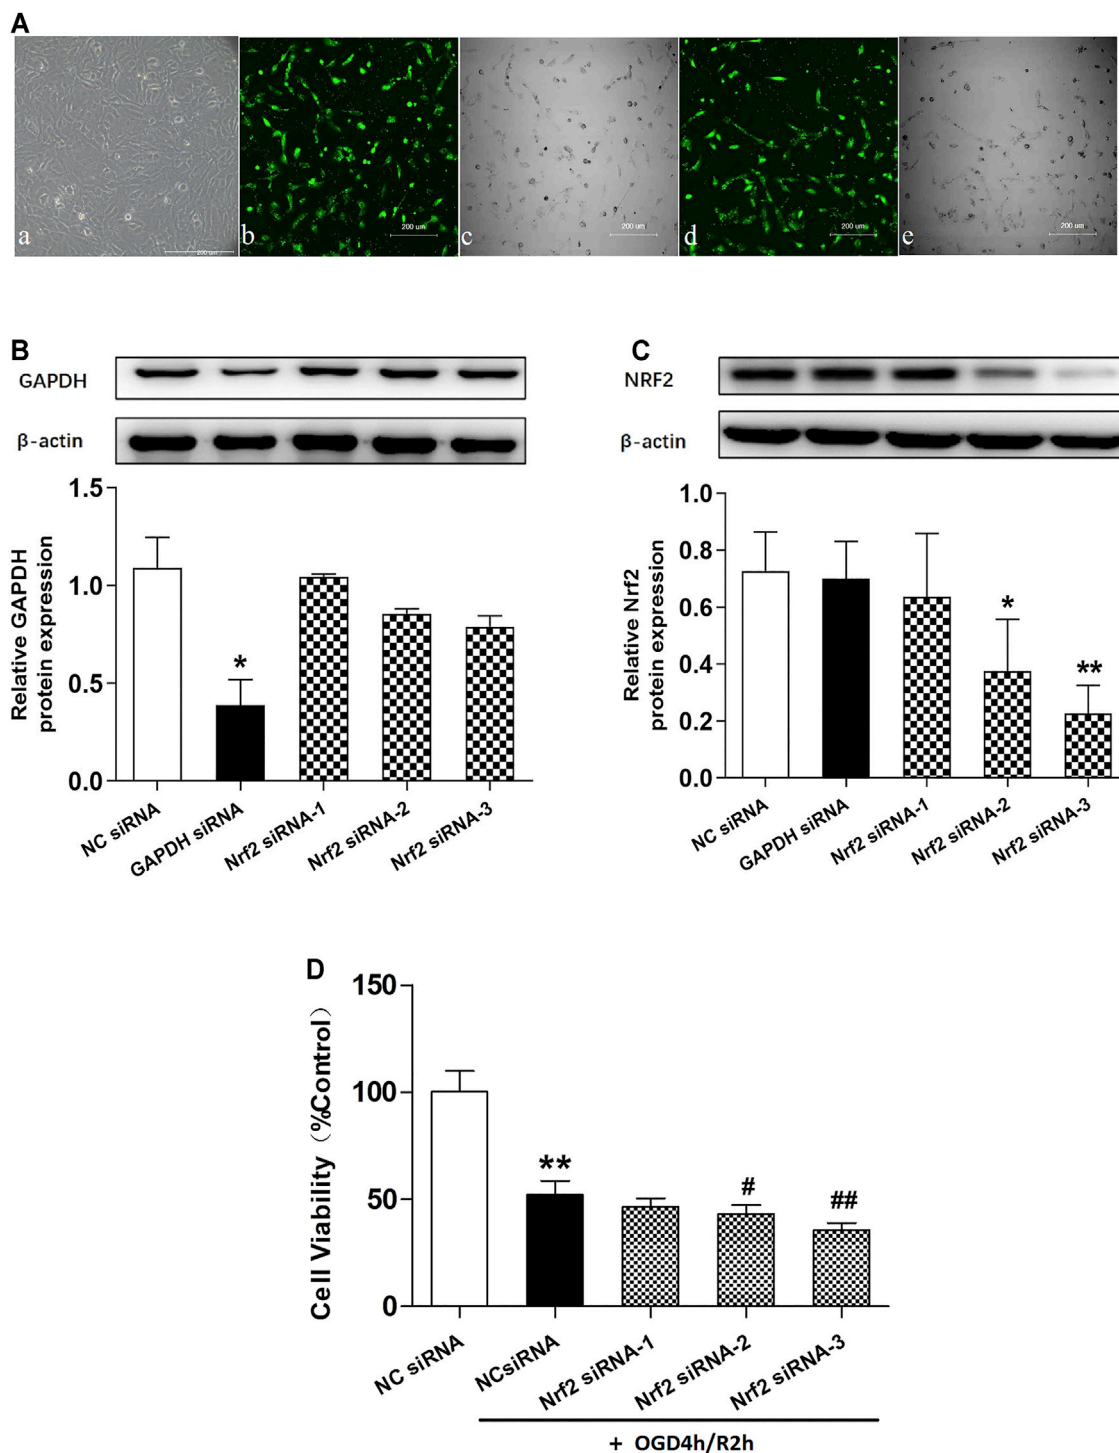 A
a
200 um
b
200 um
c
200 um
d
200 um
e
200 um
B
GAPDH
β-actin
Relative GAPDH
protein expression
1.5
1.0
0.5
0.0
*
NC siRNA
GAPDH siRNA
Nrf2 siRNA-1
Nrf2 siRNA-2
Nrf2 siRNA-3
C
NRF2
β-actin
Relative Nrf2
protein expression
1.0
0.8
0.6
0.4
0.2
0.0
*
**
NC siRNA
GAPDH siRNA
Nrf2 siRNA-1
Nrf2 siRNA-2
Nrf2 siRNA-3
D
Cell Viability（%Control）
150
100
50
0
**
#
##
NC siRNA
NCsiRNA
Nrf2 siRNA-1
Nrf2 siRNA-2
Nrf2 siRNA-3
+ OGD4h/R2h